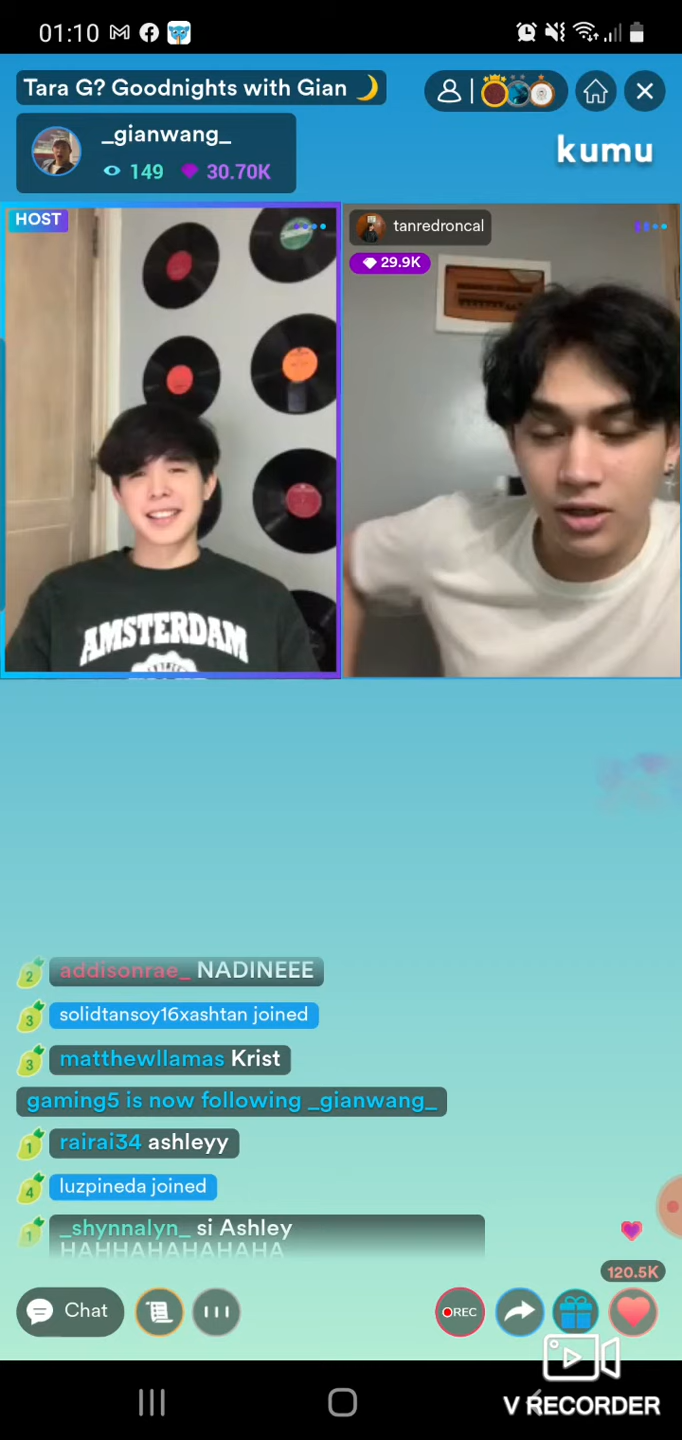 01:10
Tara G? Goodnights with Gian 🌙
_gianwang_
149 30.70K
kumu
HOST
tanredroncal
29.9K
AMSTERDAM
2 addisonrae_ NADINEEE
3 solidtansoy16xashtan joined
3 matthewllamas Krist
gaming5 is now following _gianwang_
1 rairai34 ashleyy
4 luzpineda joined
1 _shynnalyn_ si Ashley
HAHHAHAHAHAHA
120.5K
Chat
REC
V RECORDER